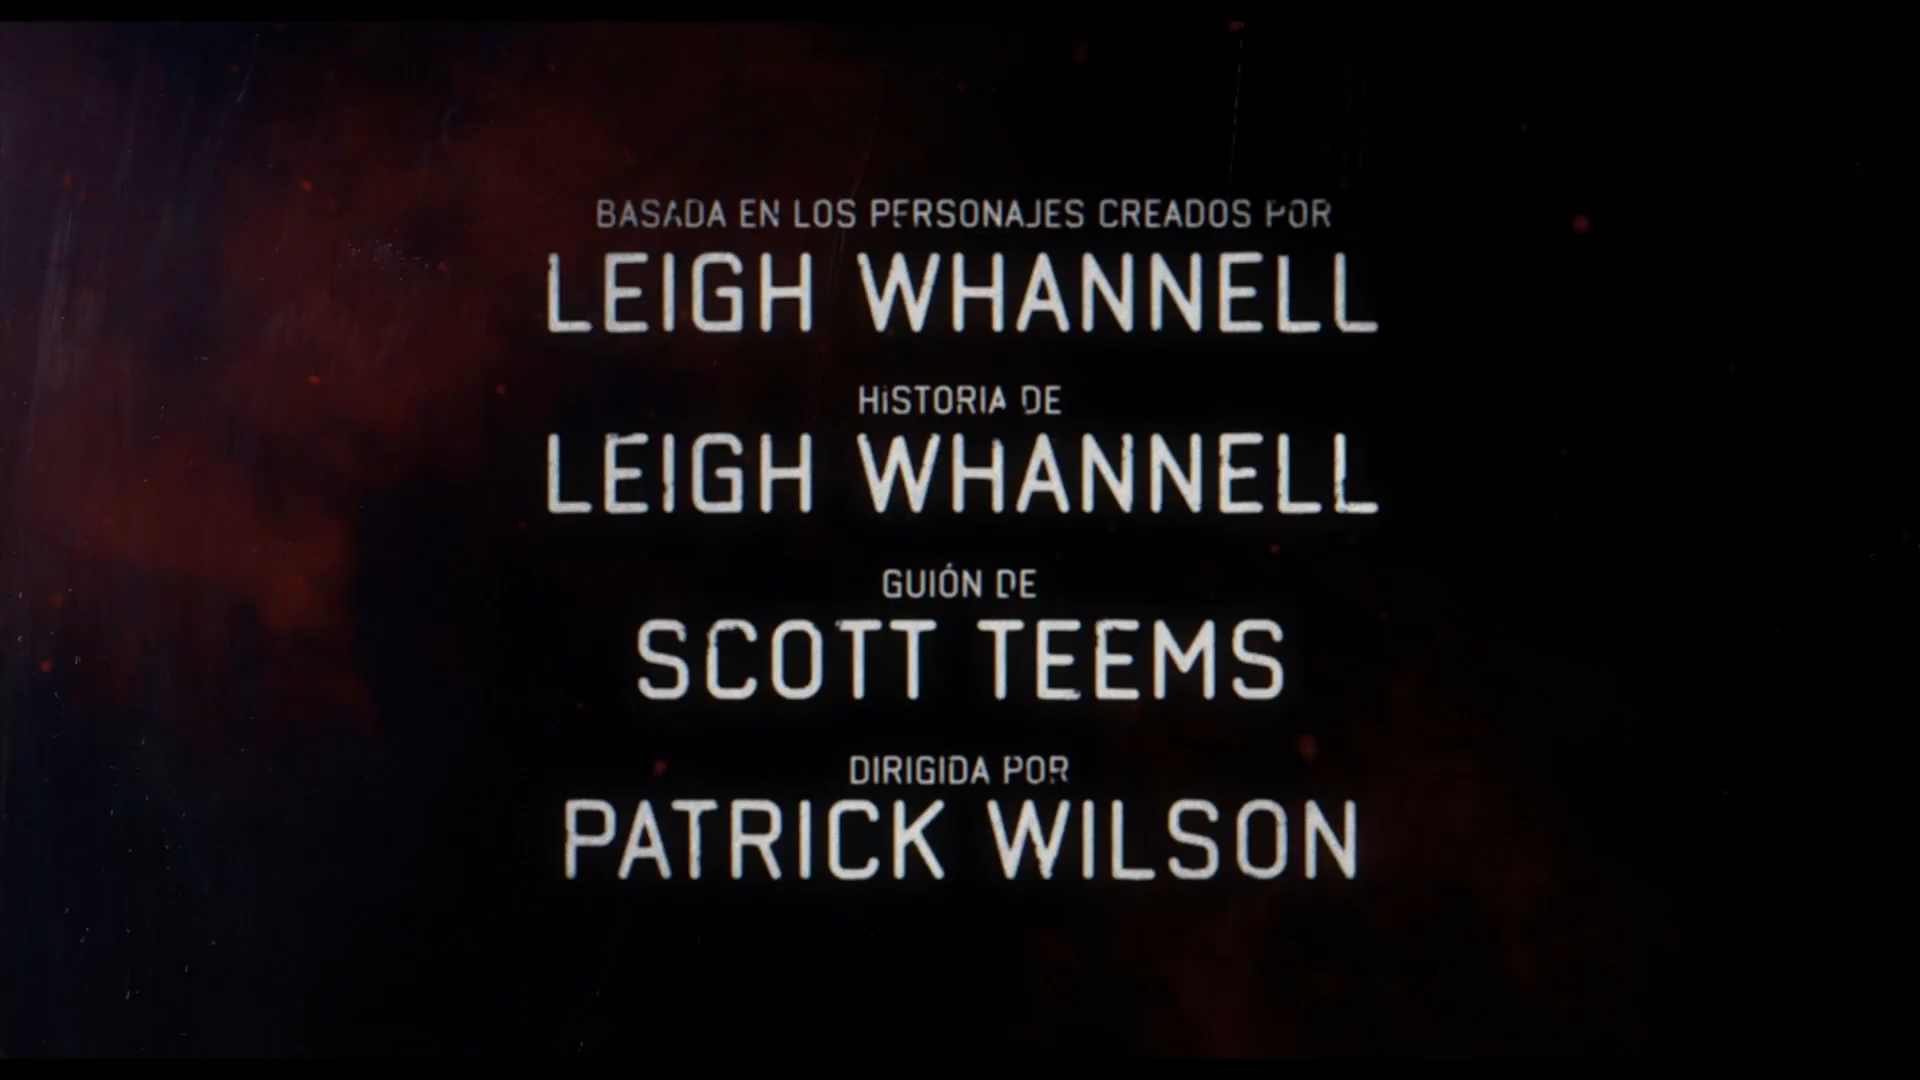 BASADA EN LOS PERSONAJES CREADOS POR
LEIGH WHANNELL
HISTORIA DE
LEIGH WHANNELL
GUIÓN DE
SCOTT TEEMS
DIRIGIDA POR
PATRICK WILSON